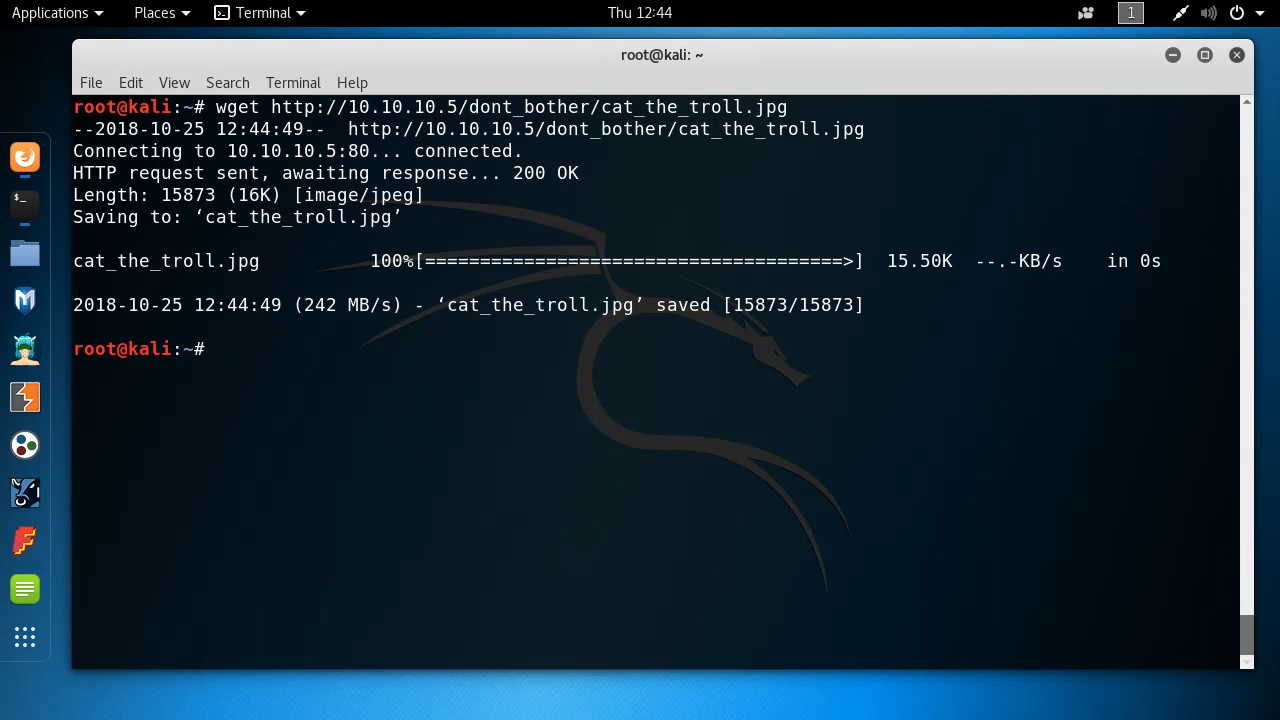 Applications Places Terminal Thu 12:44 1
root@kali: ~
File Edit View Search Terminal Help
root@kali:~# wget http://10.10.10.5/dont_bother/cat_the_troll.jpg
--2018-10-25 12:44:49--  http://10.10.10.5/dont_bother/cat_the_troll.jpg
Connecting to 10.10.10.5:80... connected.
HTTP request sent, awaiting response... 200 OK
Length: 15873 (16K) [image/jpeg]
Saving to: ‘cat_the_troll.jpg’
cat_the_troll.jpg          100%[======================================>]  15.50K  --.-KB/s    in 0s
2018-10-25 12:44:49 (242 MB/s) - ‘cat_the_troll.jpg’ saved [15873/15873]
root@kali:~#